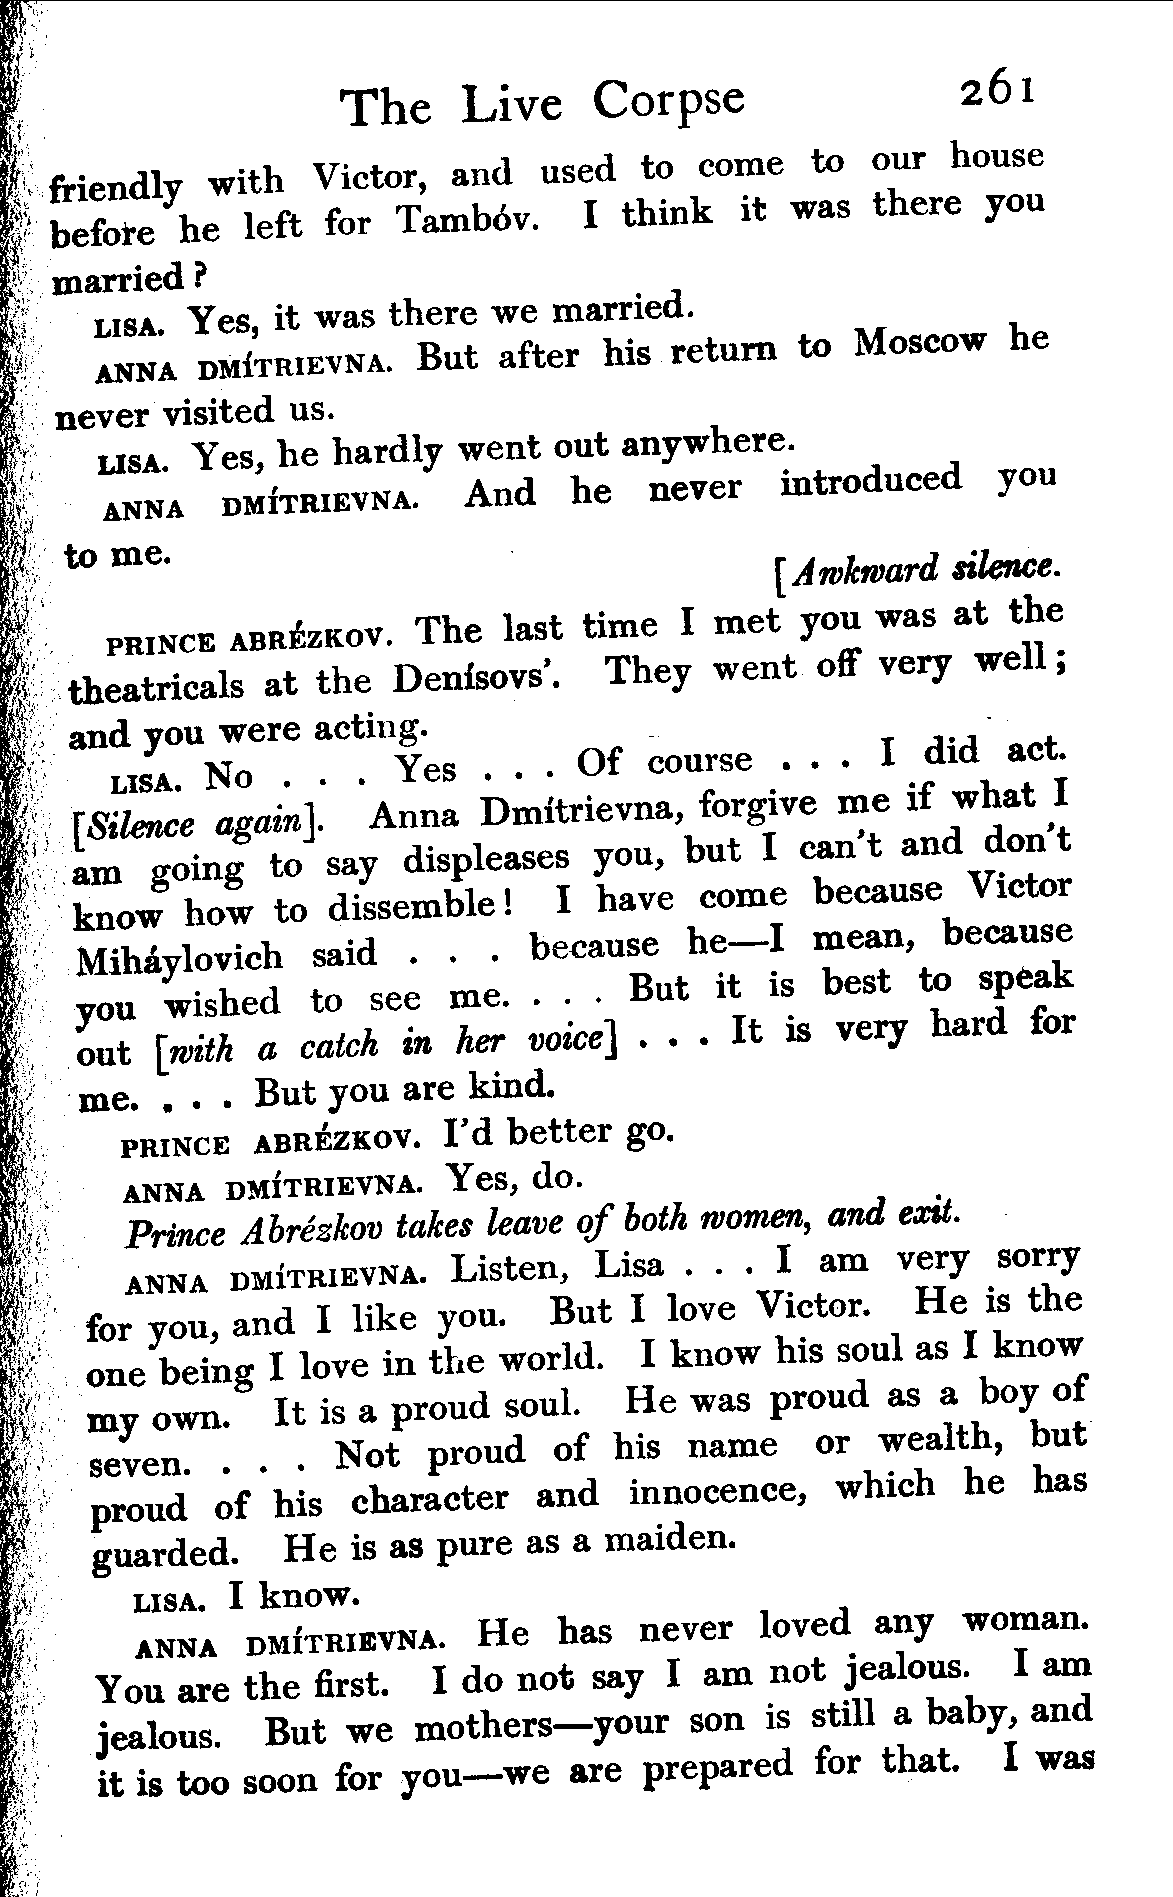 The Live Corpse 261
friendly with Victor, and used to come to our house
before he left for Tambóv. I think it was there you
married?
LISA. Yes, it was there we married.
ANNA DMÍTRIEVNA. But after his return to Moscow he
never visited us.
LISA. Yes, he hardly went out anywhere.
ANNA DMÍTRIEVNA. And he never introduced you
to me.
[Awkward silence.
PRINCE ABRÉZKOV. The last time I met you was at the
theatricals at the Denísovs'. They went off very well;
and you were acting.
LISA. No . . . Yes . . . Of course . . . I did act.
[Silence again]. Anna Dmítrievna, forgive me if what I
am going to say displeases you, but I can't and don't
know how to dissemble! I have come because Victor
Miháylovich said . . . because he—I mean, because
you wished to see me. . . . But it is best to speak
out [with a catch in her voice] . . . It is very hard for
me. . . . But you are kind.
PRINCE ABRÉZKOV. I'd better go.
ANNA DMÍTRIEVNA. Yes, do.
Prince Abrézkov takes leave of both women, and exit.
ANNA DMÍTRIEVNA. Listen, Lisa . . . I am very sorry
for you, and I like you. But I love Victor. He is the
one being I love in the world. I know his soul as I know
my own. It is a proud soul. He was proud as a boy of
seven. . . . Not proud of his name or wealth, but
proud of his character and innocence, which he has
guarded. He is as pure as a maiden.
LISA. I know.
ANNA DMÍTRIEVNA. He has never loved any woman.
You are the first. I do not say I am not jealous. I am
jealous. But we mothers—your son is still a baby, and
it is too soon for you—we are prepared for that. I was